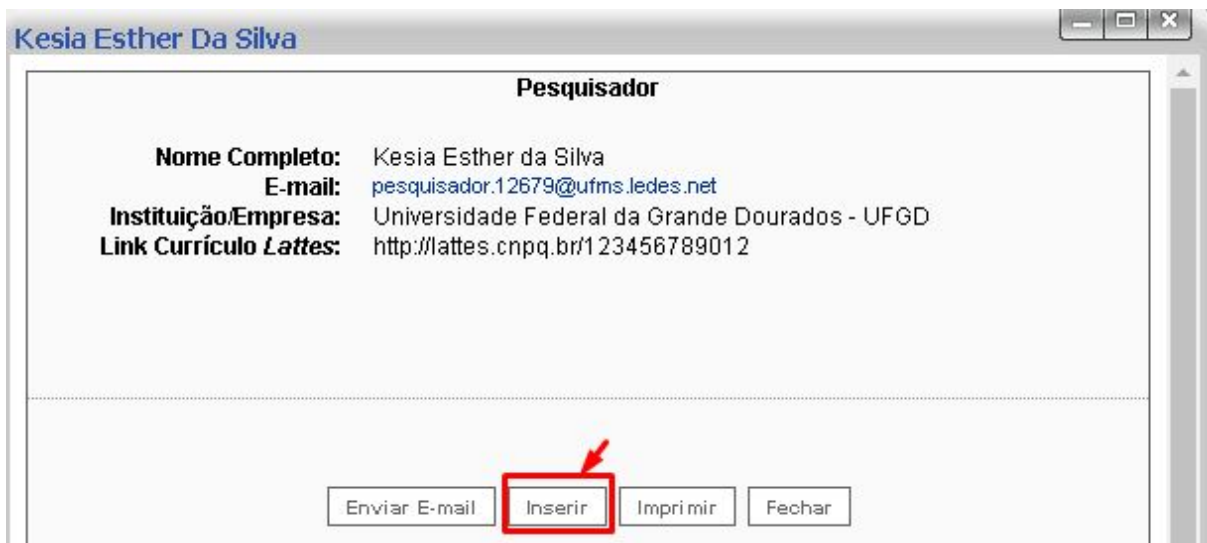 Kesia Esther Da Silva
Pesquisador
Nome Completo: Kesia Esther da Silva
E-mail: pesquisador.12679@ufms.ledes.net
Instituição/Empresa: Universidade Federal da Grande Dourados - UFGD
Link Currículo Lattes: http://lattes.cnpq.br/123456789012
Enviar E-mail Inserir Imprimir Fechar